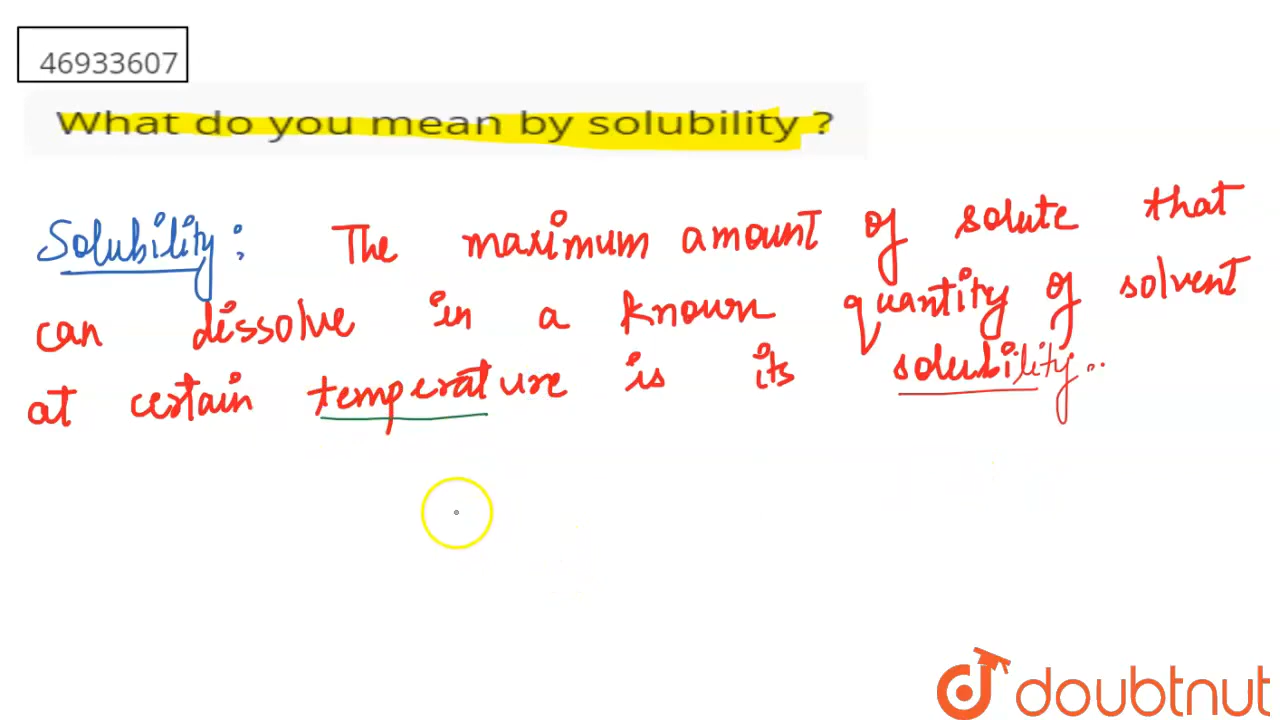 46933607
What do you mean by solubility ?
Solubility: The maximum amount of solute that
can dissolve in a known quantity of solvent
at certain temperature is its solubility..
doubtnut